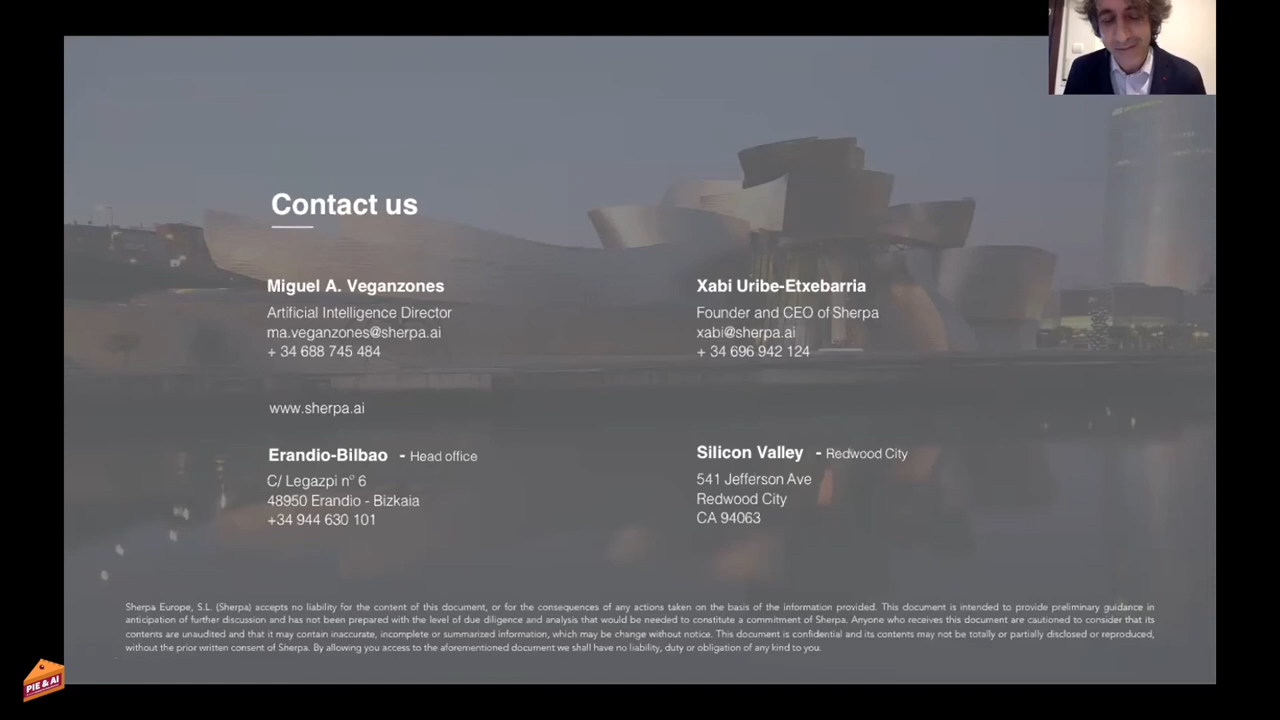 Contact us
Miguel A. Veganzones
Artificial Intelligence Director
ma.veganzones@sherpa.ai
+ 34 688 745 484
Xabi Uribe-Etxebarria
Founder and CEO of Sherpa
xabi@sherpa.ai
+ 34 696 942 124
www.sherpa.ai
Erandio-Bilbao - Head office
C/ Legazpi nº 6
48950 Erandio - Bizkaia
+34 944 630 101
Silicon Valley - Redwood City
541 Jefferson Ave
Redwood City
CA 94063
Sherpa Europe, S.L. (Sherpa) accepts no liability for the content of this document, or for the consequences of any actions taken on the basis of the information provided. This document is intended to provide preliminary guidance in
anticipation of further discussion and has not been prepared with the level of due diligence and analysis that would be needed to constitute a commitment of Sherpa. Anyone who receives this document are cautioned to consider that its
contents are unaudited and that it may contain inaccurate, incomplete or summarized information, which may be change without notice. This document is confidential and its contents may not be totally or partially disclosed or reproduced,
without the prior written consent of Sherpa. By allowing you access to the aforementioned document we shall have no liability, duty or obligation of any kind to you.
PIE & AI